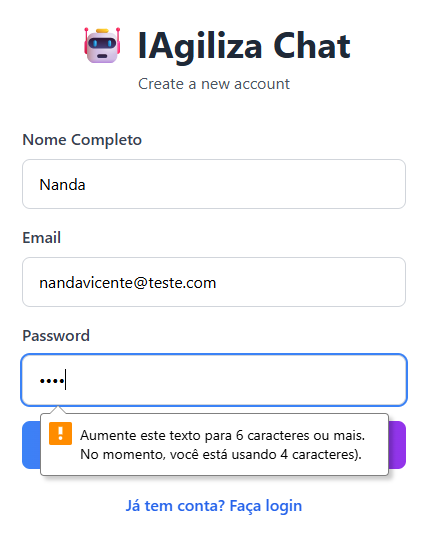 IAgiliza Chat
Create a new account
Nome Completo
Nanda
Email
nandavicente@teste.com
Password
••••
Aumente este texto para 6 caracteres ou mais.
No momento, você está usando 4 caracteres).
Já tem conta? Faça login